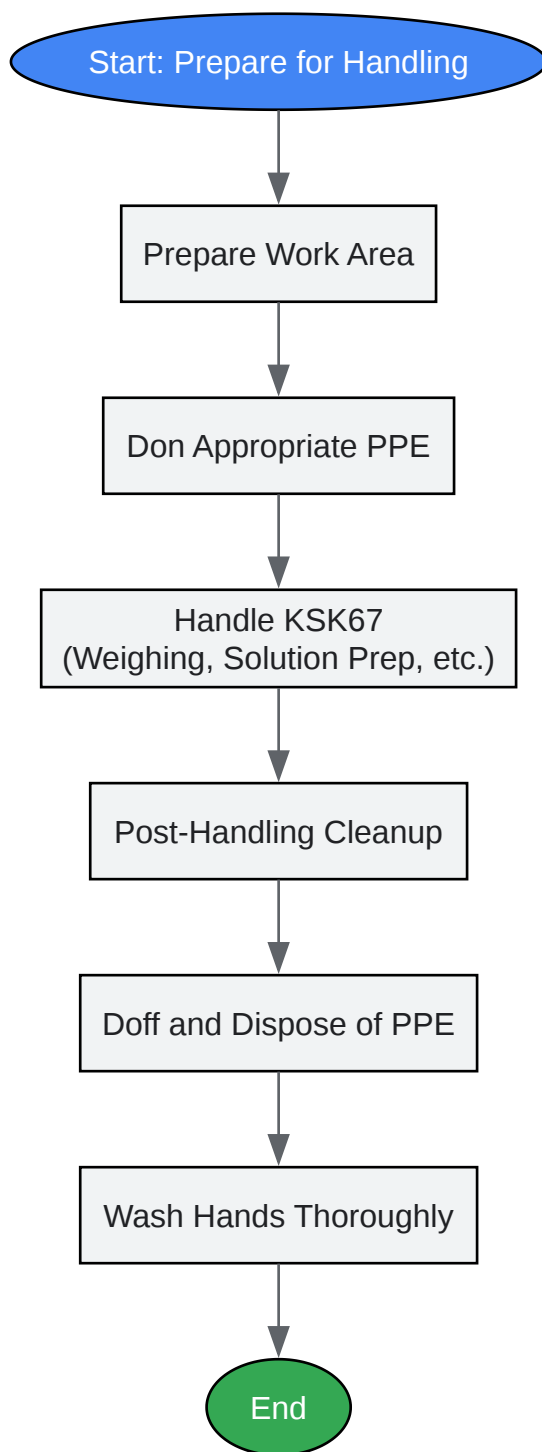 Start: Prepare for Handling
Prepare Work Area
Don Appropriate PPE
Handle KSK67
(Weighing, Solution Prep, etc.)
Post-Handling Cleanup
Doff and Dispose of PPE
Wash Hands Thoroughly
End